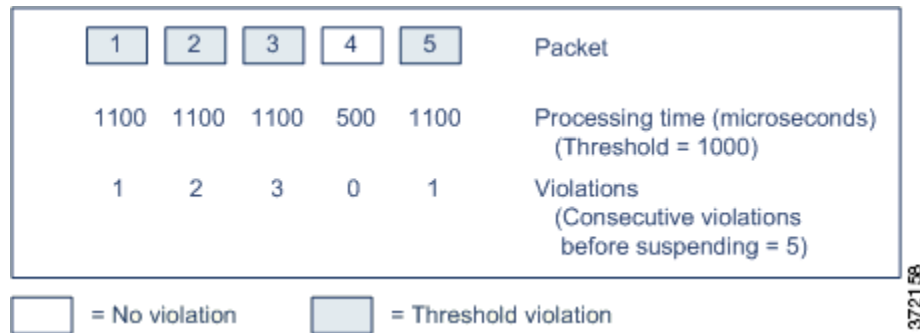 1 2 3 4 5 Packet
1100 1100 1100 500 1100 Processing time (microseconds)
(Threshold = 1000)
1 2 3 0 1 Violations
(Consecutive violations
before suspending = 5)
= No violation = Threshold violation
372158